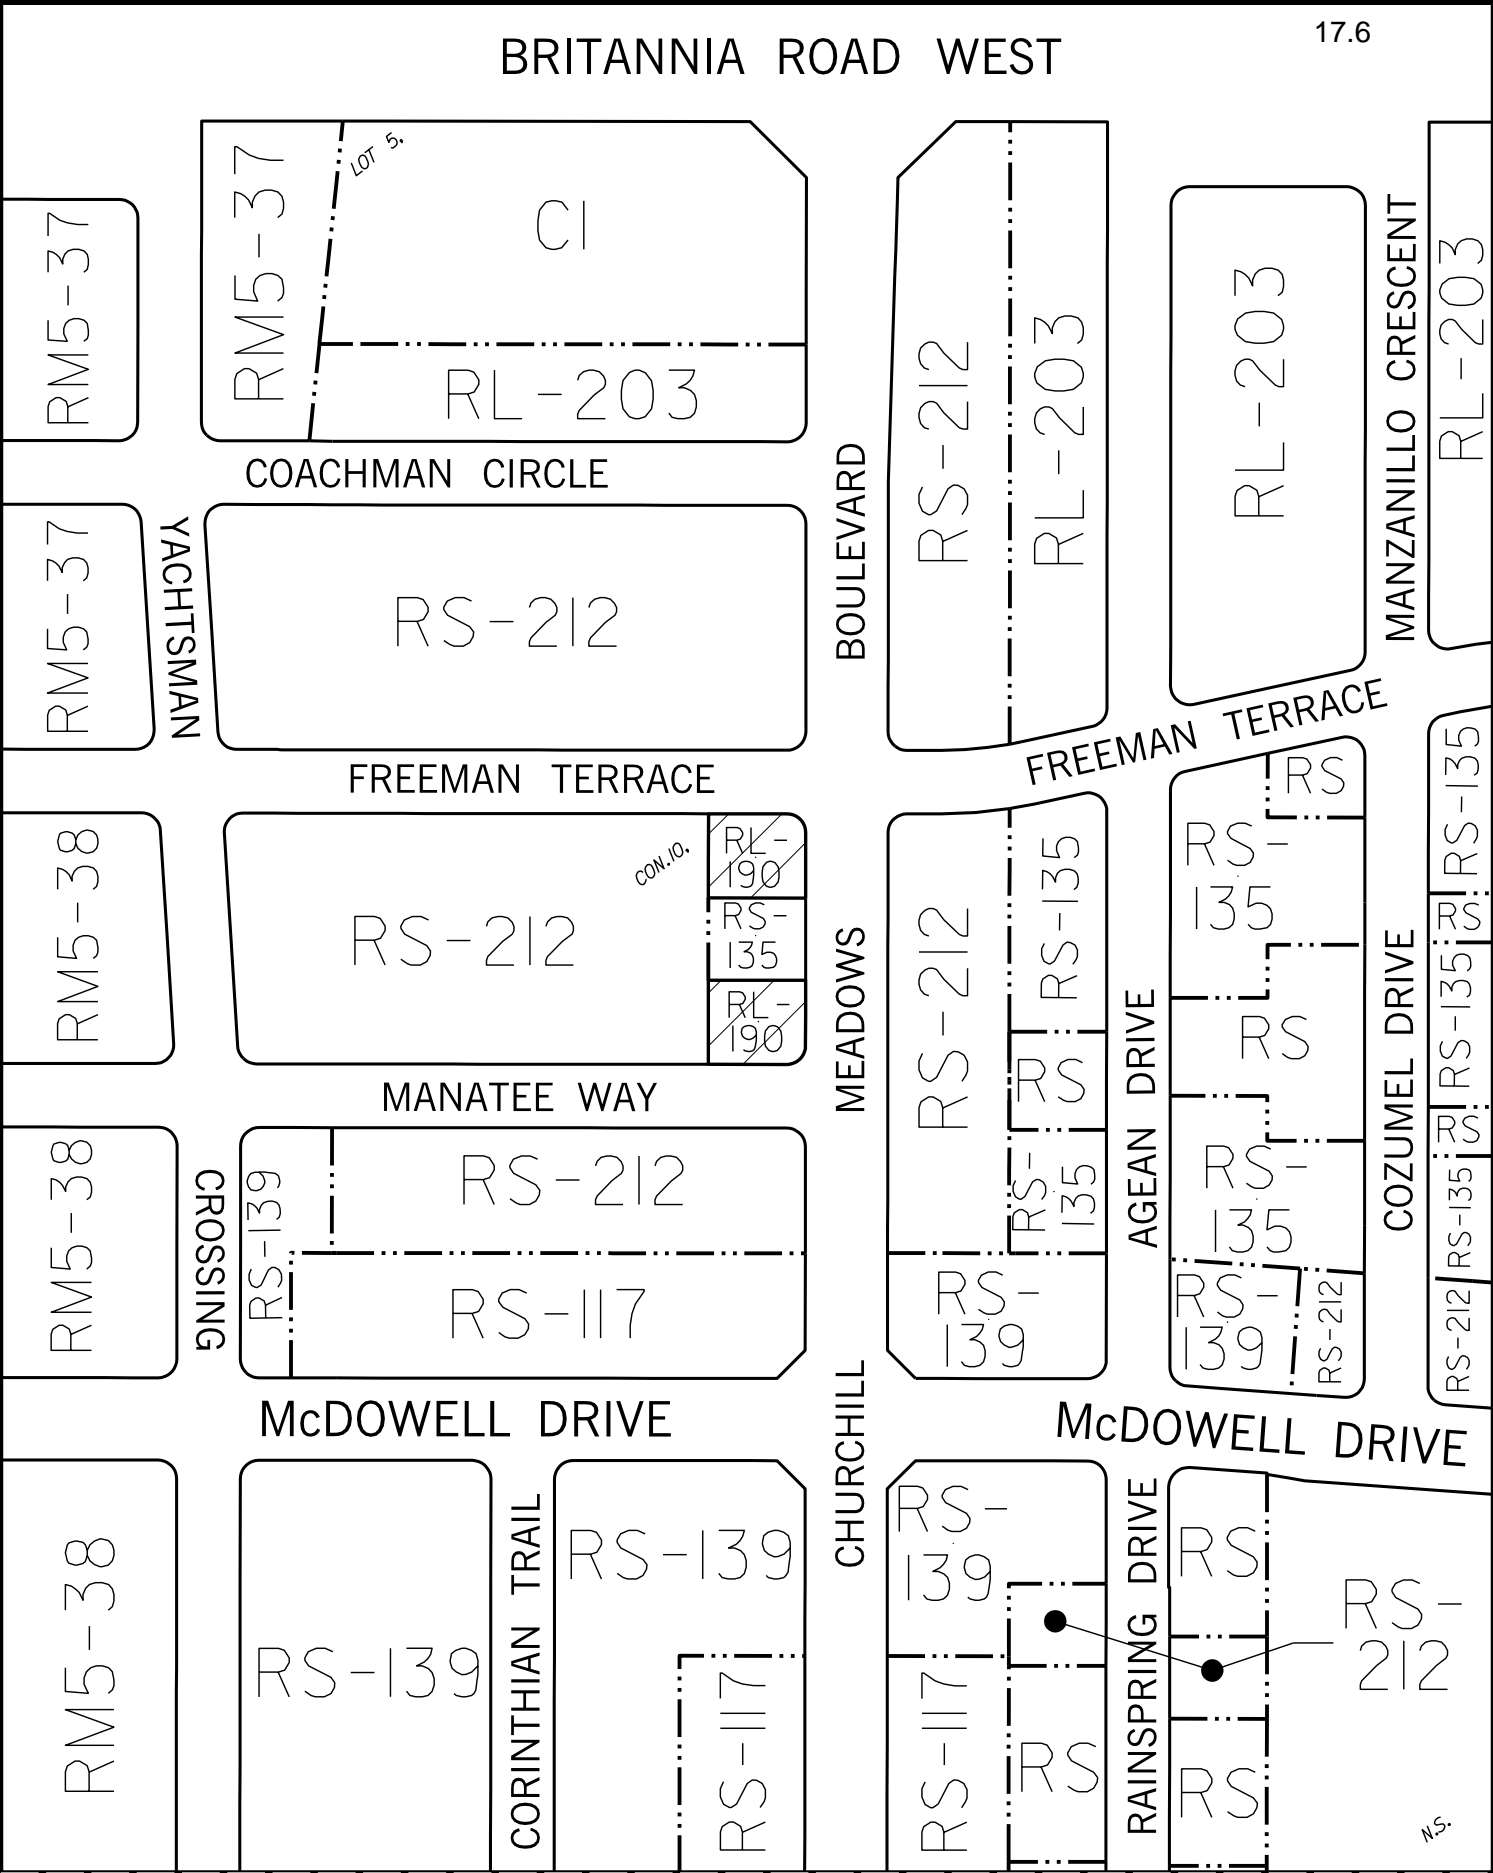 17.6
BRITANNIA ROAD WEST
RM5-37
RM5-37
LOT 5,
C1
RL-203
RS-212
RL-203
RL-203
MANZANILLO CRESCENT
RL-203
COACHMAN CIRCLE
RM5-37
YACHTSMAN
RS-212
BOULEVARD
FREEMAN TERRACE
FREEMAN TERRACE
RM5-38
RS-212
CON.10,
RL-
190
RS-
135
RL-
190
MEADOWS
RS-212
RS-135
RS
RS-
135
AGEAN DRIVE
RS
RS-
135
RS
RS-
135
RS-
139
RS-212
COZUMEL DRIVE
RS-135
RS
RS-135
RS
RS-135
RS-212
MANATEE WAY
RM5-38
CROSSING
RS-139
RS-212
RS-117
RS-
139
McDOWELL DRIVE
McDOWELL DRIVE
RM5-38
RS-139
CORINTHIAN TRAIL
RS-139
RS-117
CHURCHILL
RS-
139
RS-117
RS
RAINSPRING DRIVE
RS
RS
RS-
212
N.S.